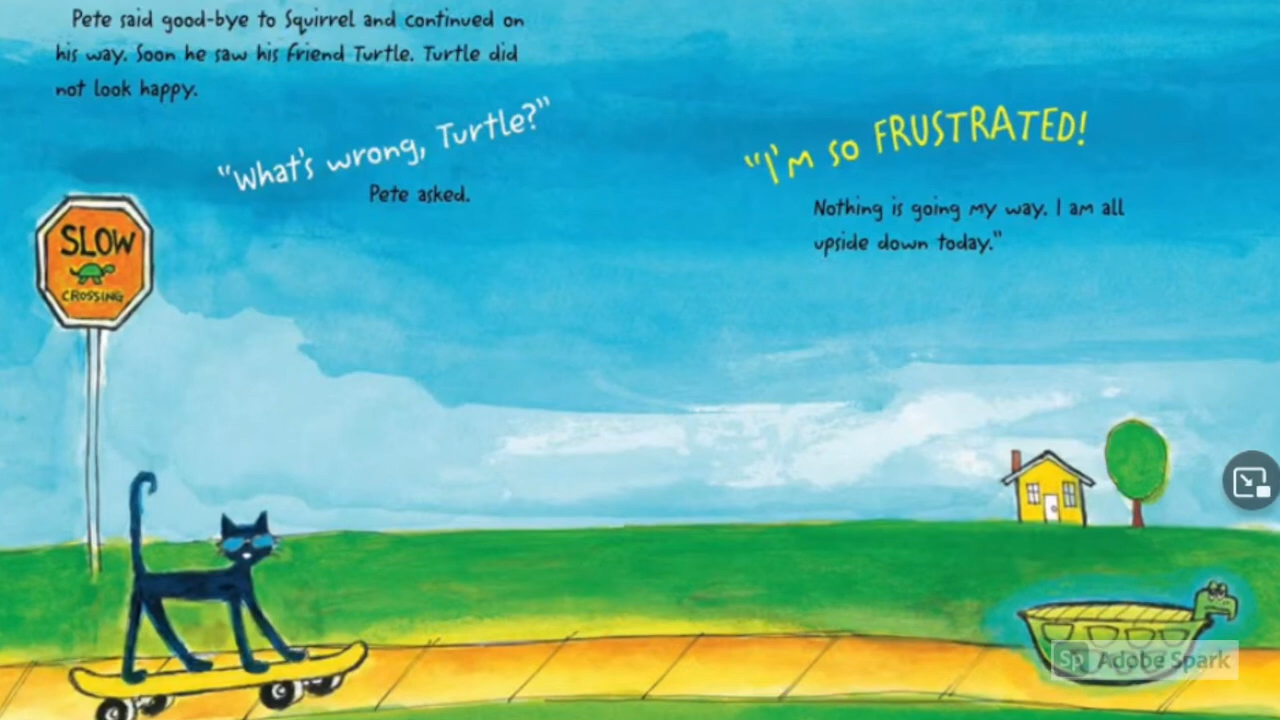 Pete said good-bye to Squirrel and continued on
his way. Soon he saw his friend Turtle. Turtle did
not look happy.
"What's wrong, Turtle?"
Pete asked.
"I'm so FRUSTRATED!
Nothing is going my way. I am all
upside down today."
SLOW
CROSSING
Sp Adobe Spark